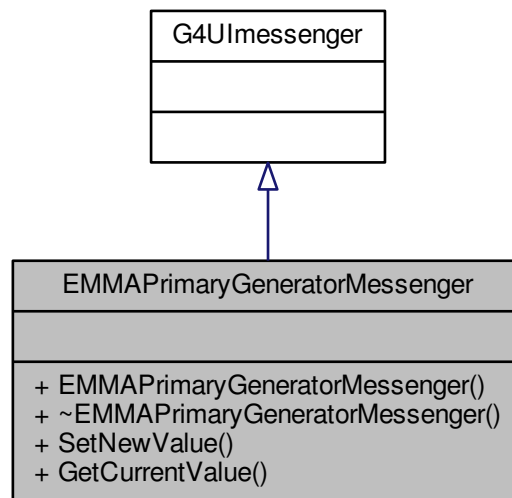 G4UImessenger
EMMAPrimaryGeneratorMessenger
+ EMMAPrimaryGeneratorMessenger()
+ ~EMMAPrimaryGeneratorMessenger()
+ SetNewValue()
+ GetCurrentValue()